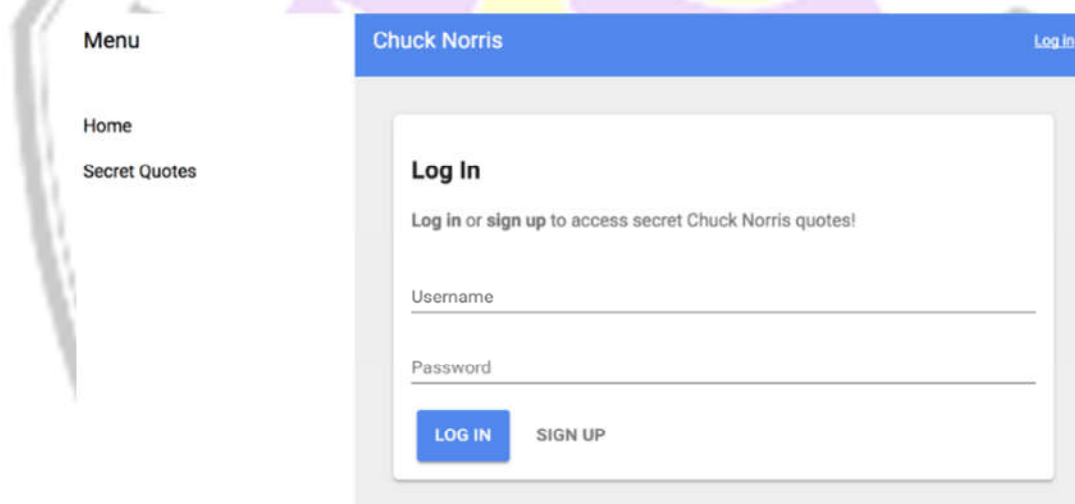 Menu
Chuck Norris
Log in
Home
Secret Quotes
Log In
Log in or sign up to access secret Chuck Norris quotes!
Username
Password
LOG IN SIGN UP